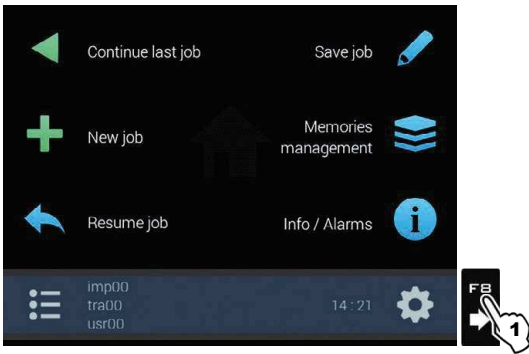 Continue last job
Save job
New job
Memories
management
Resume job
Info / Alarms
i
imp00
tra00
usr00
14 : 21
F8
1